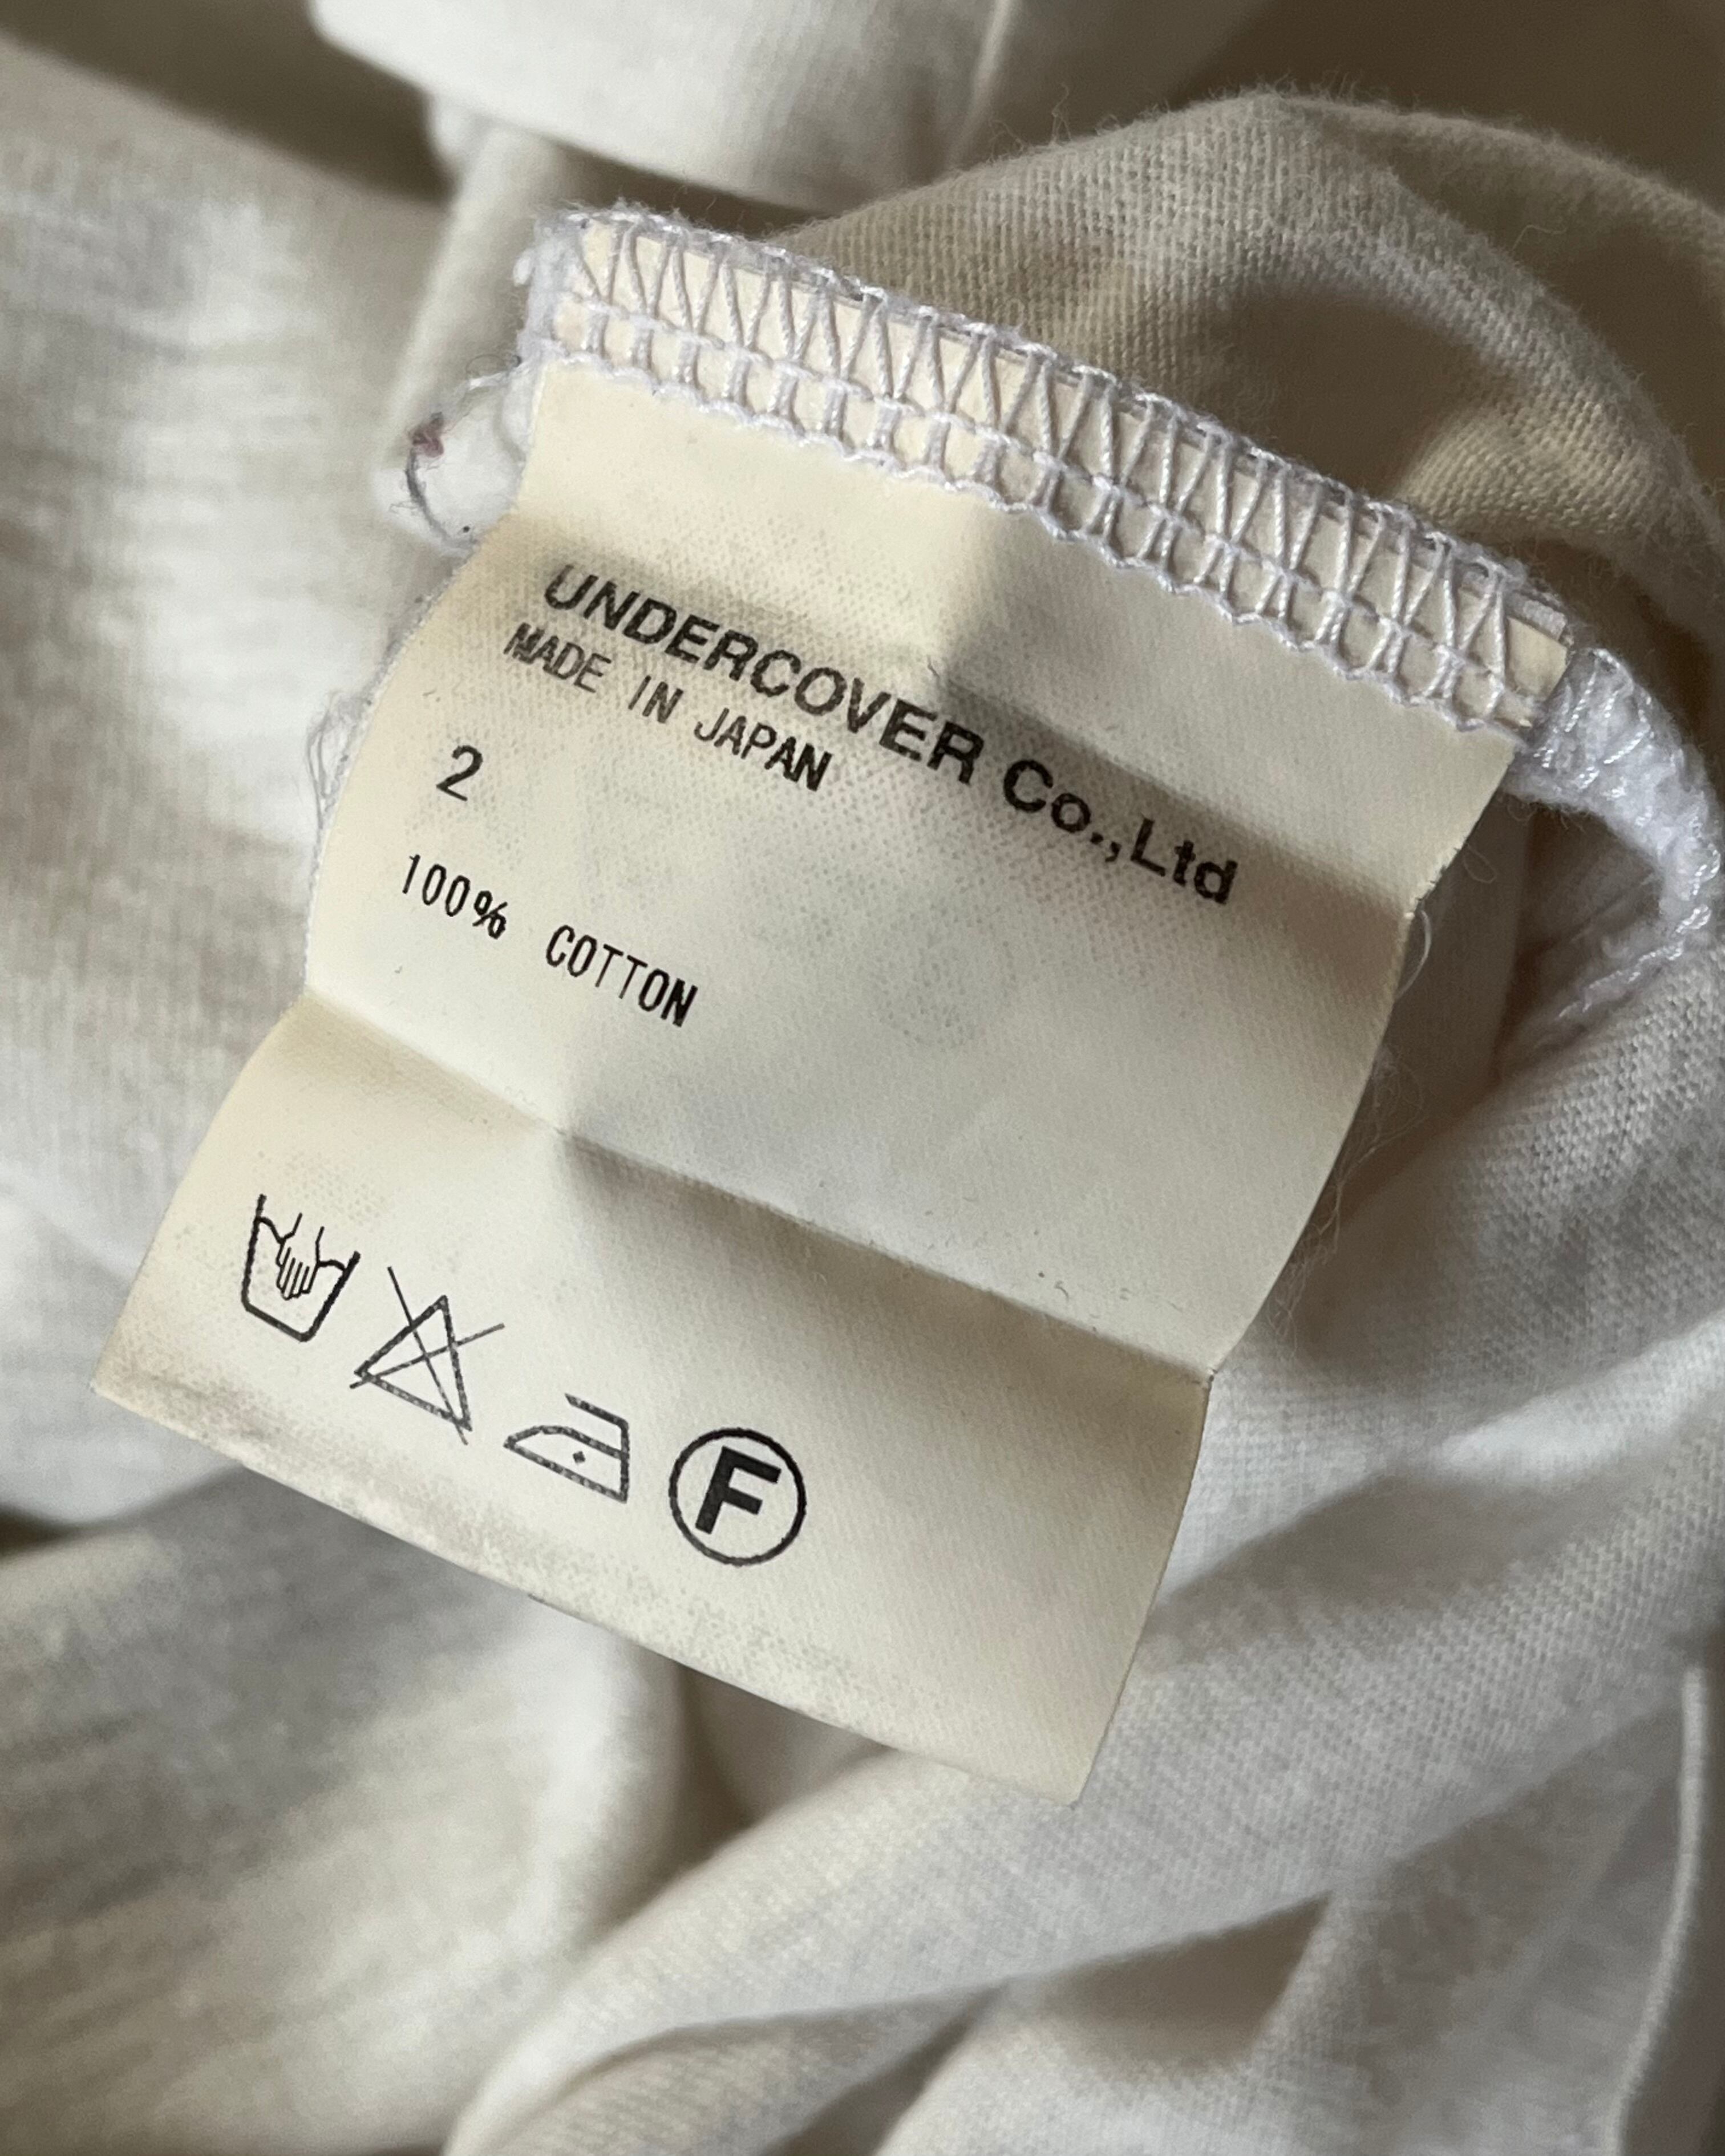 UNDERCOVER Co.,Ltd
MADE IN JAPAN
2
100% COTTON
F